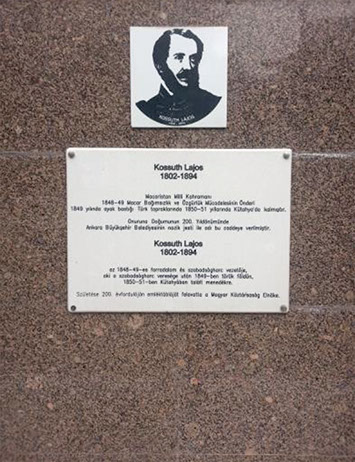 KOSSUTH LAJOS
Kossuth Lajos
1802-1894
Macaristan Milli Kahramanı
1848-49 Macar Bağımsızlık ve Özgürlük Mücadelesinin Önderi
1849 yılında ayak bastığı Türk topraklarında 1850-51 yıllarında Kütahya'da kalmıştır.
Onuruna Doğumunun 200. Yıldönümünde
Ankara Büyükşehir Belediyesinin nazik jesti ile adı bu caddeye verilmiştir.
Kossuth Lajos
1802-1894
az 1848-49-es forradalom és szabadságharc vezetője,
aki a szabadságharc veresége után 1849-ben török földön,
1850-51-ben Kütahyában talált menedékre.
Születése 200. évfordulóján emléktábláját felavatta a Magyar Köztársaság Elnöke.